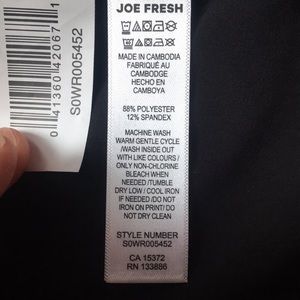 JOE FRESH
MADE IN CAMBODIA
FABRIQUÉ AU
CAMBODGE
HECHO EN
CAMBOYA
88% POLYESTER
12% SPANDEX
MACHINE WASH
WARM GENTLE CYCLE
/WASH INSIDE OUT
WITH LIKE COLOURS /
ONLY NON-CHLORINE
BLEACH WHEN
NEEDED /TUMBLE
DRY LOW / COOL IRON
IF NEEDED /DO NOT
IRON ON PRINT/ DO
NOT DRY CLEAN
STYLE NUMBER
S0WR005452
CA 15372
RN 133886
0 41360 42067 1
S0WR005452